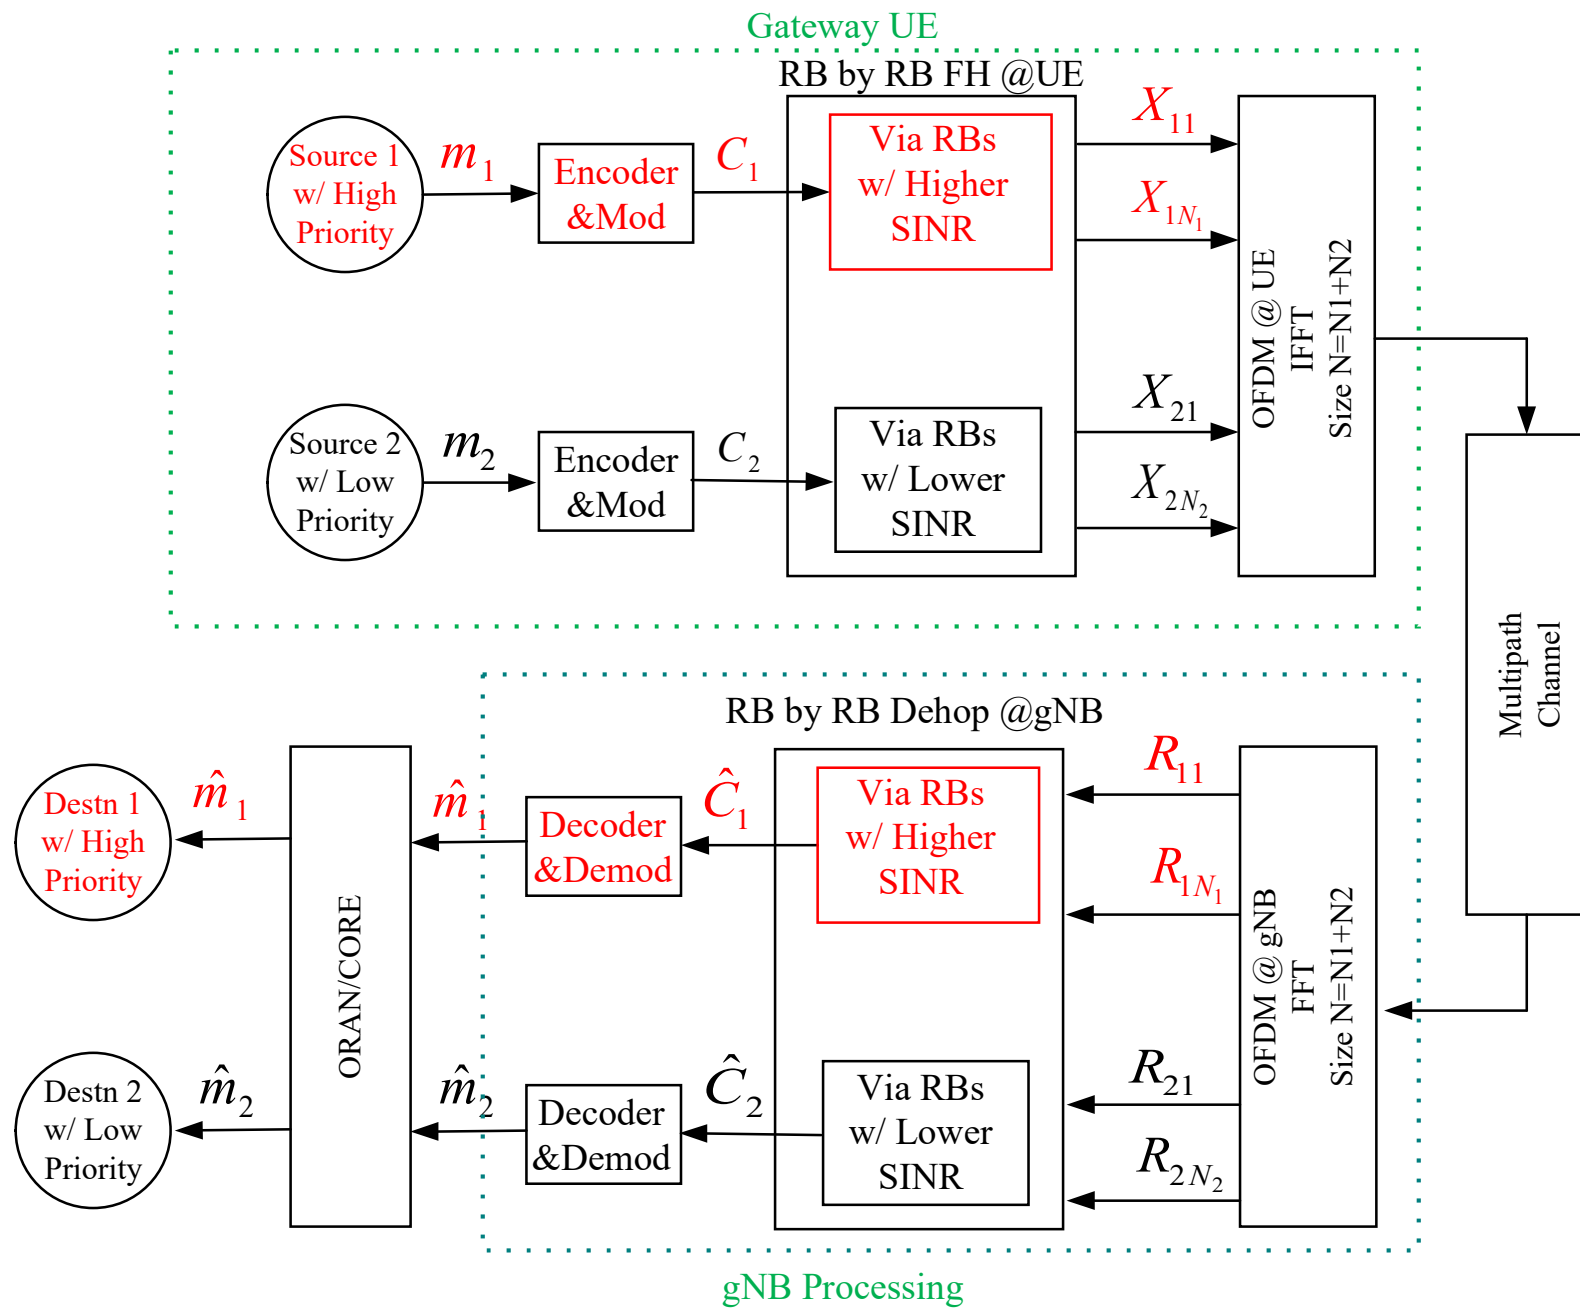 Gateway UE
RB by RB FH @UE
Source 1
w/ High
Priority
m1
Encoder
&Mod
C1
Via RBs
w/ Higher
SINR
X11
X1N1
OFDM @ UE
IFFT
Size N=N1+N2
Source 2
w/ Low
Priority
m2
Encoder
&Mod
C2
Via RBs
w/ Lower
SINR
X21
X2N2
Multipath
Channel
RB by RB Dehop @gNB
Destn 1
w/ High
Priority
m̂1
ORAN/CORE
m̂1
Decoder
&Demod
Ĉ1
Via RBs
w/ Higher
SINR
R11
R1N1
OFDM @ gNB
FFT
Size N=N1+N2
Destn 2
w/ Low
Priority
m̂2
m̂2
Decoder
&Demod
Ĉ2
Via RBs
w/ Lower
SINR
R21
R2N2
gNB Processing